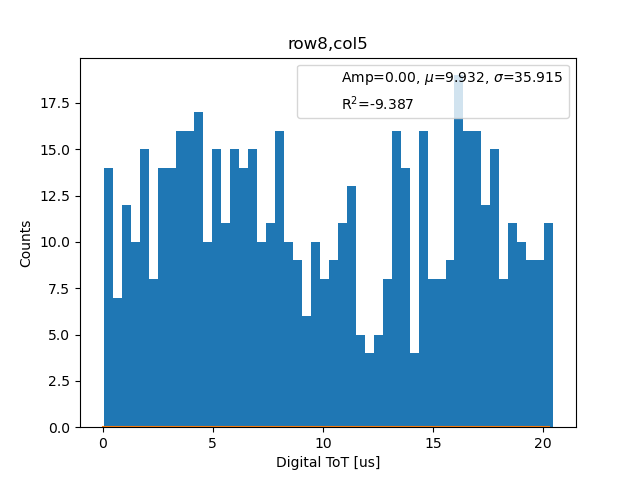 row8,col5
Amp=0.00, μ=9.932, σ=35.915
R²=-9.387
17.5
15.0
12.5
10.0
7.5
5.0
2.5
0.0
Counts
0 5 10 15 20
Digital ToT [us]